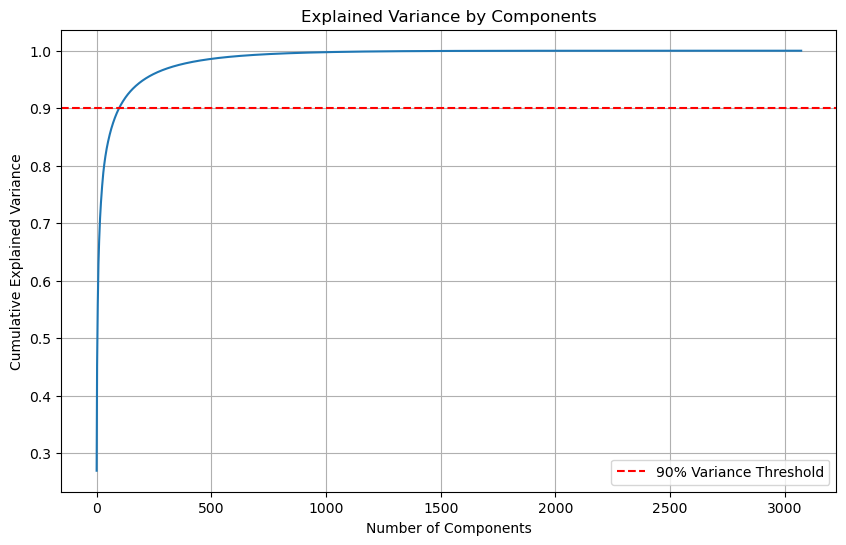 Explained Variance by Components
Cumulative Explained Variance
1.0
0.9
0.8
0.7
0.6
0.5
0.4
0.3
90% Variance Threshold
0 500 1000 1500 2000 2500 3000
Number of Components